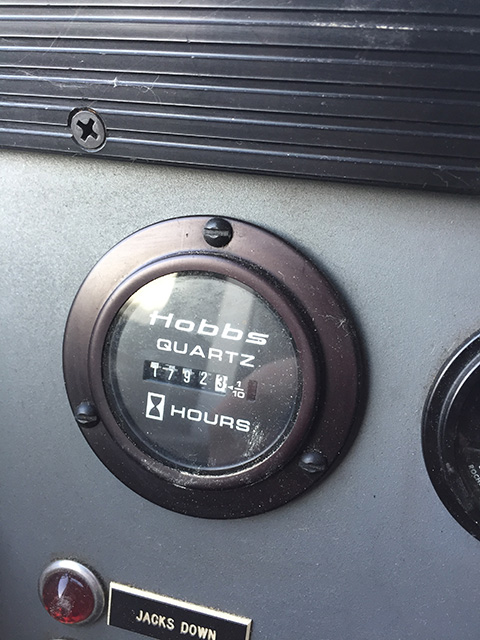 Hobbs
QUARTZ
17923 1/10
HOURS
JACKS DOWN